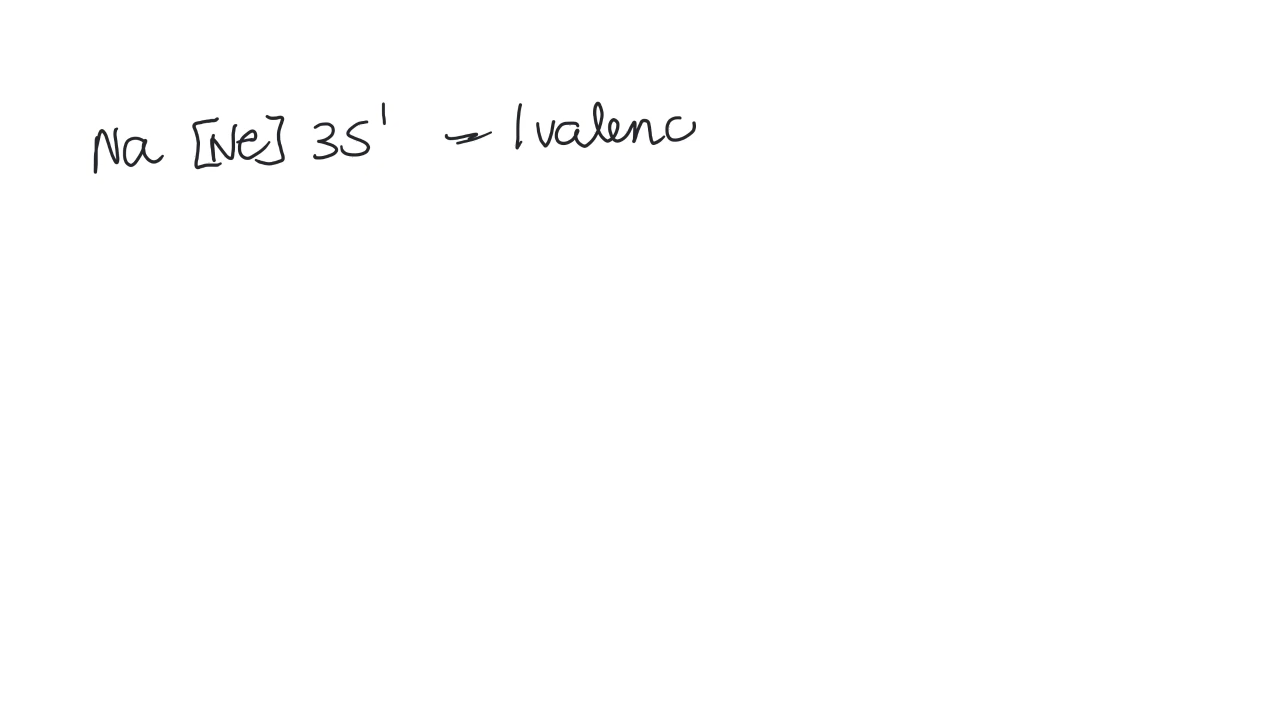 Na [Ne] 3S¹ → 1 valenc